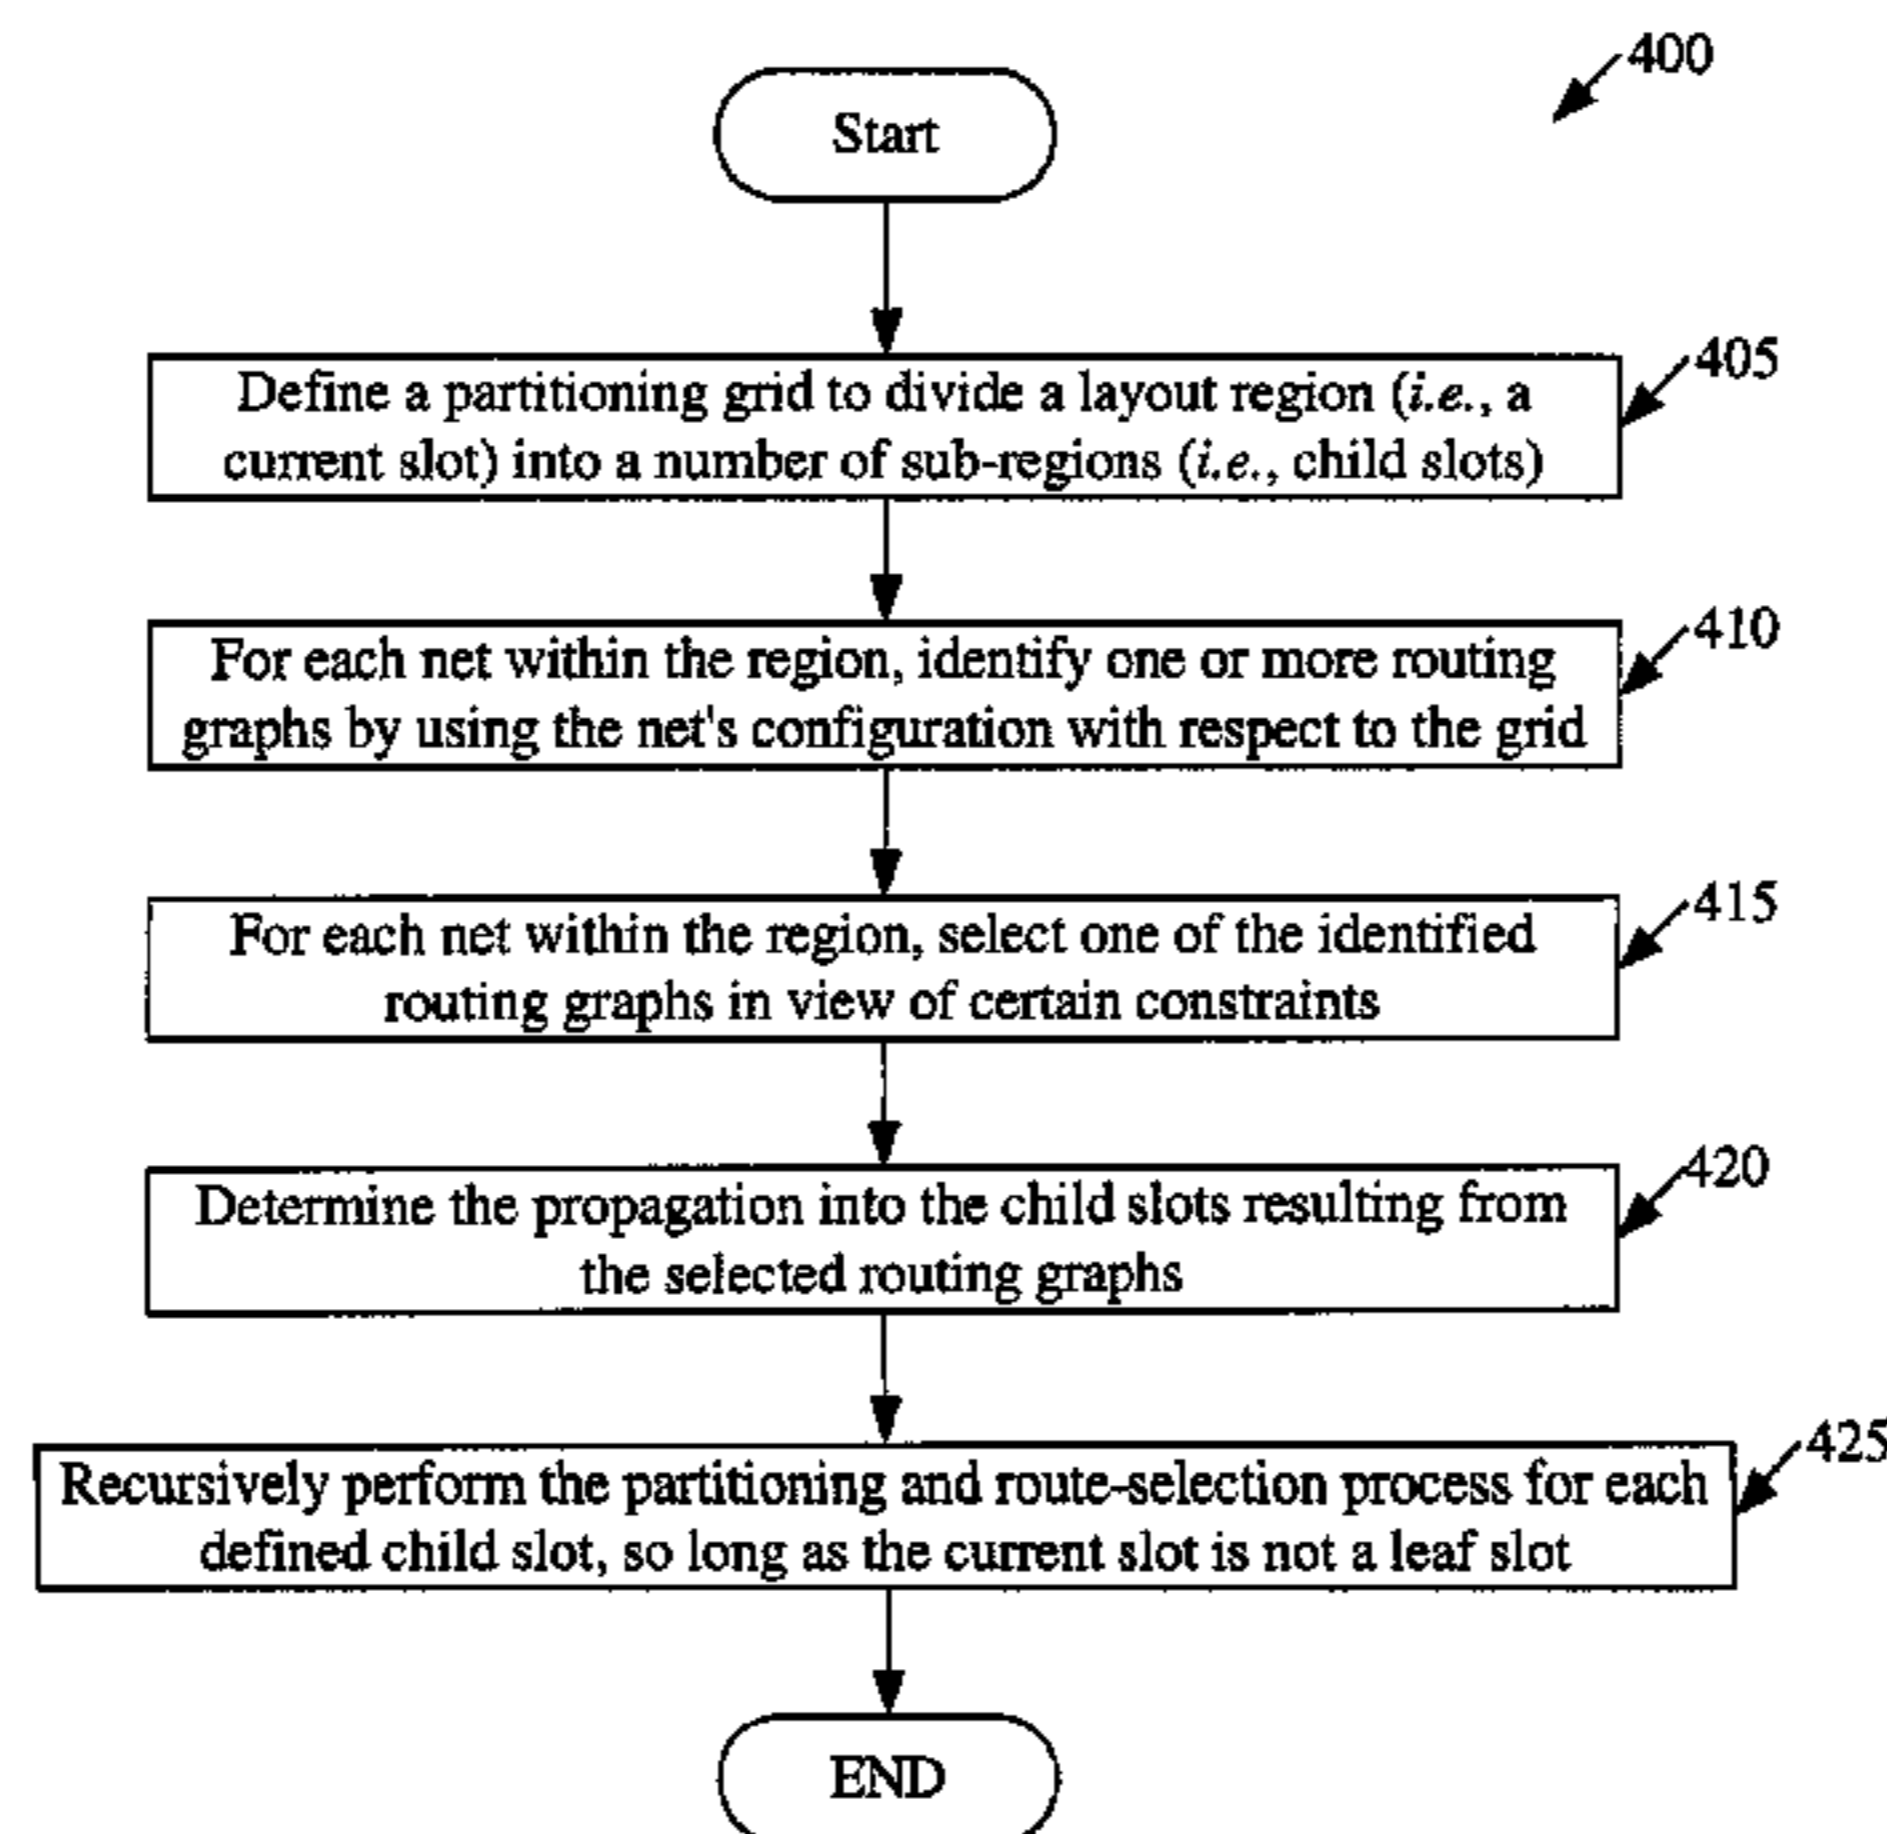 400
Start
405
Define a partitioning grid to divide a layout region (i.e., a
current slot) into a number of sub-regions (i.e., child slots)
410
For each net within the region, identify one or more routing
graphs by using the net's configuration with respect to the grid
415
For each net within the region, select one of the identified
routing graphs in view of certain constraints
420
Determine the propagation into the child slots resulting from
the selected routing graphs
425
Recursively perform the partitioning and route-selection process for each
defined child slot, so long as the current slot is not a leaf slot
END